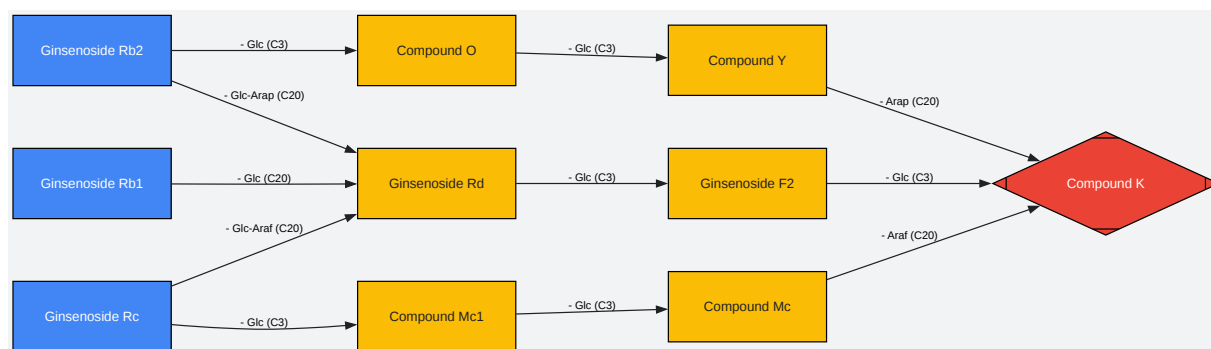 Ginsenoside Rb2
- Glc (C3)
Compound O
- Glc (C3)
Compound Y
- Glc-Arap (C20)
- Arap (C20)
Ginsenoside Rb1
- Glc (C20)
Ginsenoside Rd
- Glc (C3)
Ginsenoside F2
- Glc (C3)
Compound K
- Glc-Araf (C20)
- Araf (C20)
Ginsenoside Rc
- Glc (C3)
Compound Mc1
- Glc (C3)
Compound Mc